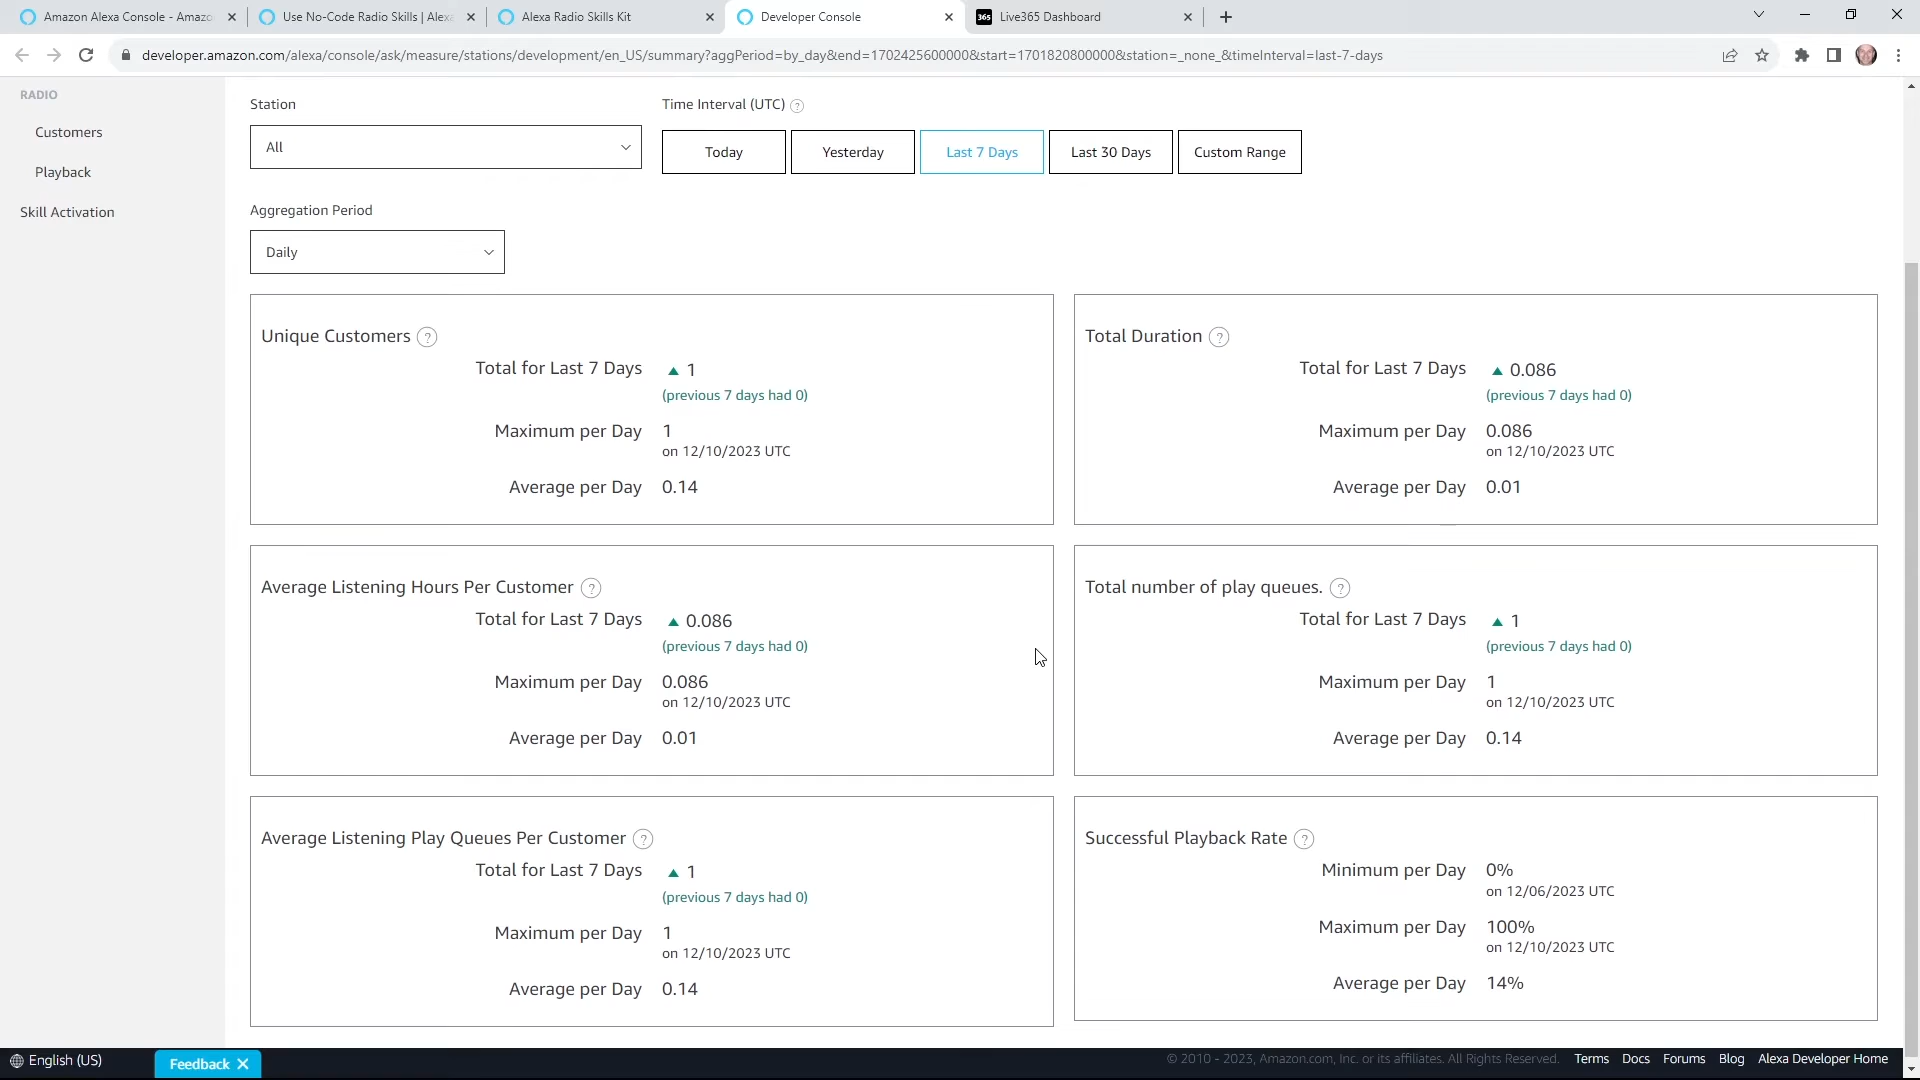 Amazon Alexa Console - Amazo
Use No-Code Radio Skills | Alexa
Alexa Radio Skills Kit
Developer Console
365 Live365 Dashboard
developer.amazon.com/alexa/console/ask/measure/stations/development/en_US/summary?aggPeriod=by_day&end=1702425600000&start=1701820800000&station=_none_&timeInterval=last-7-days
RADIO
Customers
Playback
Skill Activation
Station
All
Time Interval (UTC) ?
Today
Yesterday
Last 7 Days
Last 30 Days
Custom Range
Aggregation Period
Daily
Unique Customers ?
Total for Last 7 Days ▲ 1
(previous 7 days had 0)
Maximum per Day 1
on 12/10/2023 UTC
Average per Day 0.14
Total Duration ?
Total for Last 7 Days ▲ 0.086
(previous 7 days had 0)
Maximum per Day 0.086
on 12/10/2023 UTC
Average per Day 0.01
Average Listening Hours Per Customer ?
Total for Last 7 Days ▲ 0.086
(previous 7 days had 0)
Maximum per Day 0.086
on 12/10/2023 UTC
Average per Day 0.01
Total number of play queues. ?
Total for Last 7 Days ▲ 1
(previous 7 days had 0)
Maximum per Day 1
on 12/10/2023 UTC
Average per Day 0.14
Average Listening Play Queues Per Customer ?
Total for Last 7 Days ▲ 1
(previous 7 days had 0)
Maximum per Day 1
on 12/10/2023 UTC
Average per Day 0.14
Successful Playback Rate ?
Minimum per Day 0%
on 12/06/2023 UTC
Maximum per Day 100%
on 12/10/2023 UTC
Average per Day 14%
English (US)
Feedback
© 2010 - 2023, Amazon.com, Inc. or its affiliates. All Rights Reserved.
Terms
Docs
Forums
Blog
Alexa Developer Home